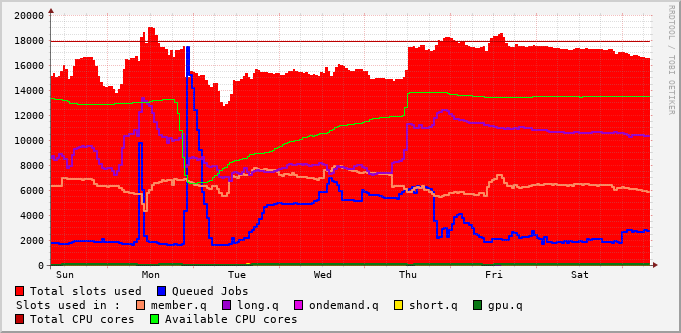 20000
18000
16000
14000
12000
10000
8000
6000
4000
2000
0
Sun Mon Tue Wed Thu Fri Sat
RRDTOOL / TOBI OETIKER
Total slots used Queued Jobs
Slots used in : member.q long.q ondemand.q short.q gpu.q
Total CPU cores Available CPU cores